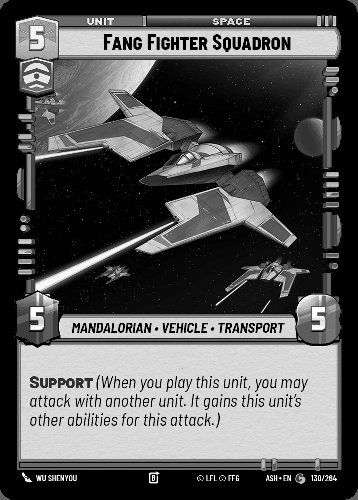 UNIT
SPACE
5
FANG FIGHTER SQUADRON
5
5
MANDALORIAN • VEHICLE • TRANSPORT
SUPPORT (When you play this unit, you may
attack with another unit. It gains this unit's
other abilities for this attack.)
WU SHENYOU
© LFL © FFG
ASH • EN
130/264